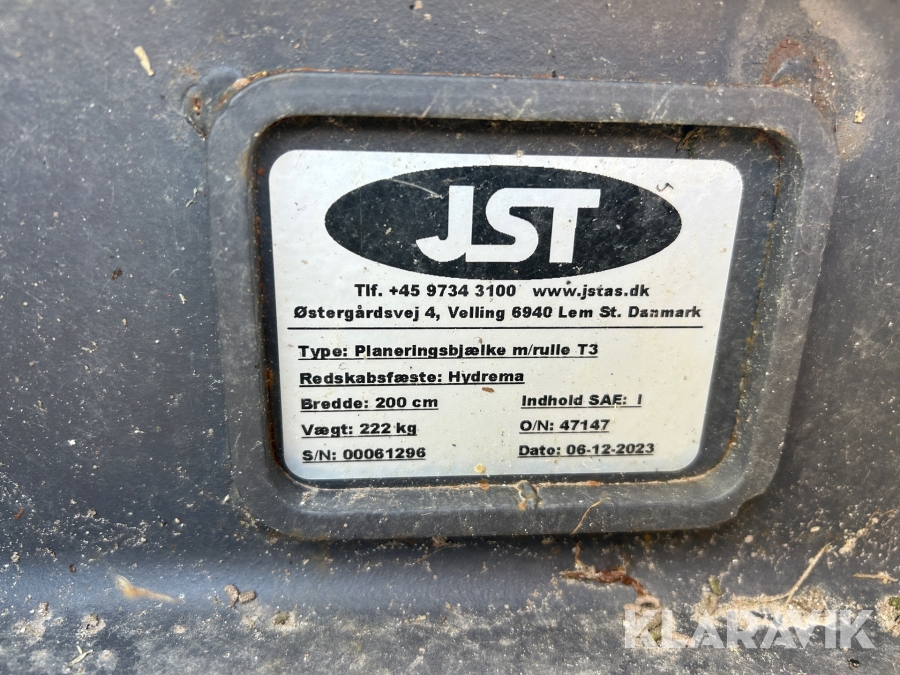 JST
Tlf. +45 9734 3100 www.jstas.dk
Østergårdsvej 4, Velling 6940 Lem St. Danmark
Type: Planeringsbjælke m/rulle T3
Redskabsfæste: Hydrema
Bredde: 200 cm Indhold SAE: l
Vægt: 222 kg O/N: 47147
S/N: 00061296 Dato: 06-12-2023
KLARAVIK